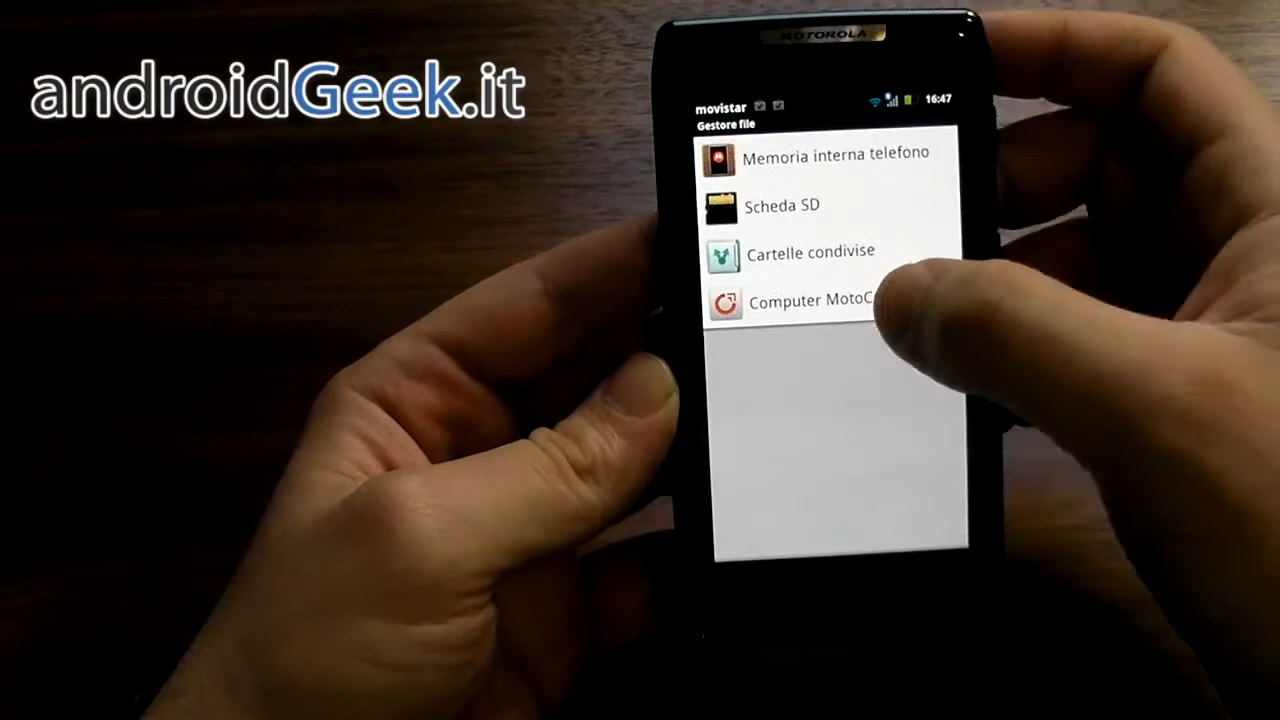 androidGeek.it
MOTOROLA
movistar 16:47
Gestore file
Memoria interna telefono
Scheda SD
Cartelle condivise
Computer MotoC